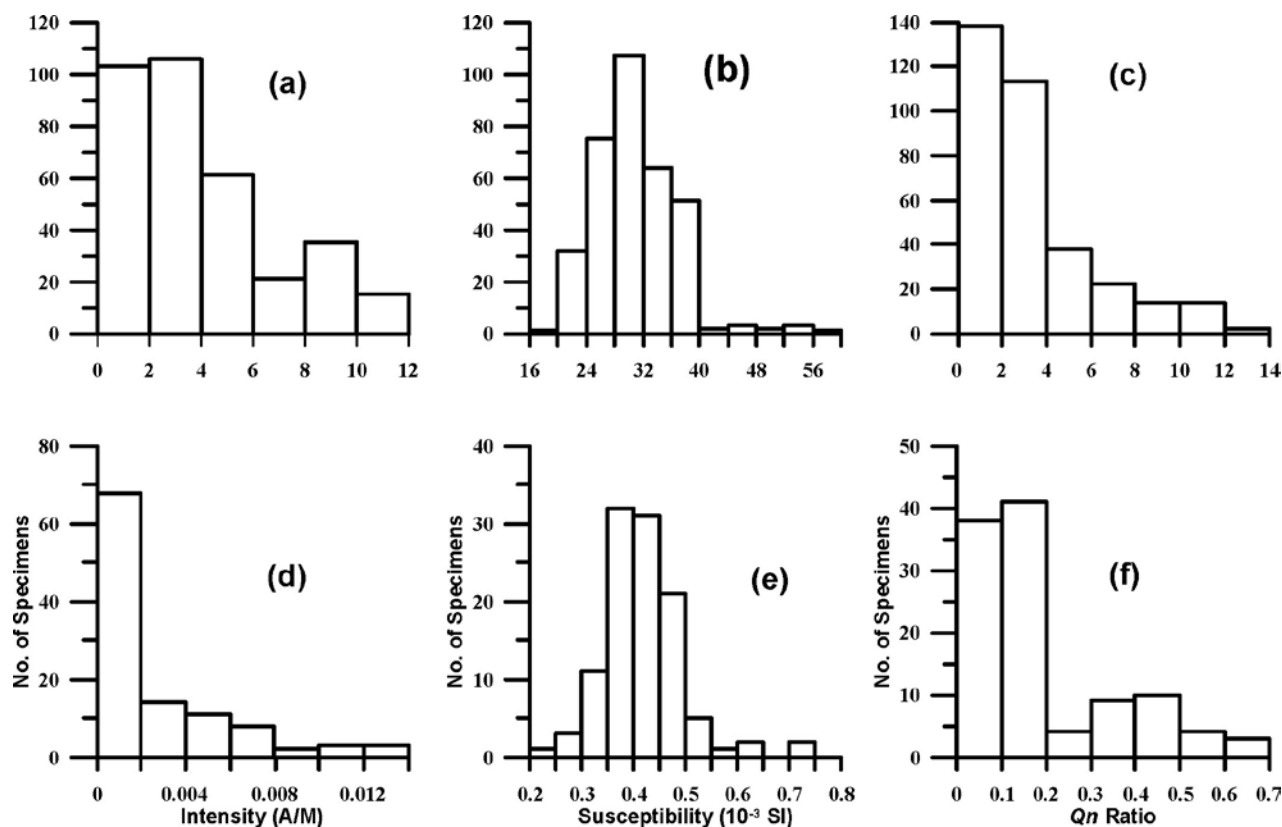 120 100 80 60 40 20 0
(a)
0 2 4 6 8 10 12
120 100 80 60 40 20 0
(b)
16 24 32 40 48 56
140 120 100 80 60 40 20 0
(c)
0 2 4 6 8 10 12 14
No. of Specimens
80 60 40 20 0
(d)
0 0.004 0.008 0.012
Intensity (A/M)
No. of Specimens
40 30 20 10 0
(e)
0.2 0.3 0.4 0.5 0.6 0.7 0.8
Susceptibility (10⁻³ SI)
No. of Specimens
50 40 30 20 10 0
(f)
0 0.1 0.2 0.3 0.4 0.5 0.6 0.7
Qn Ratio